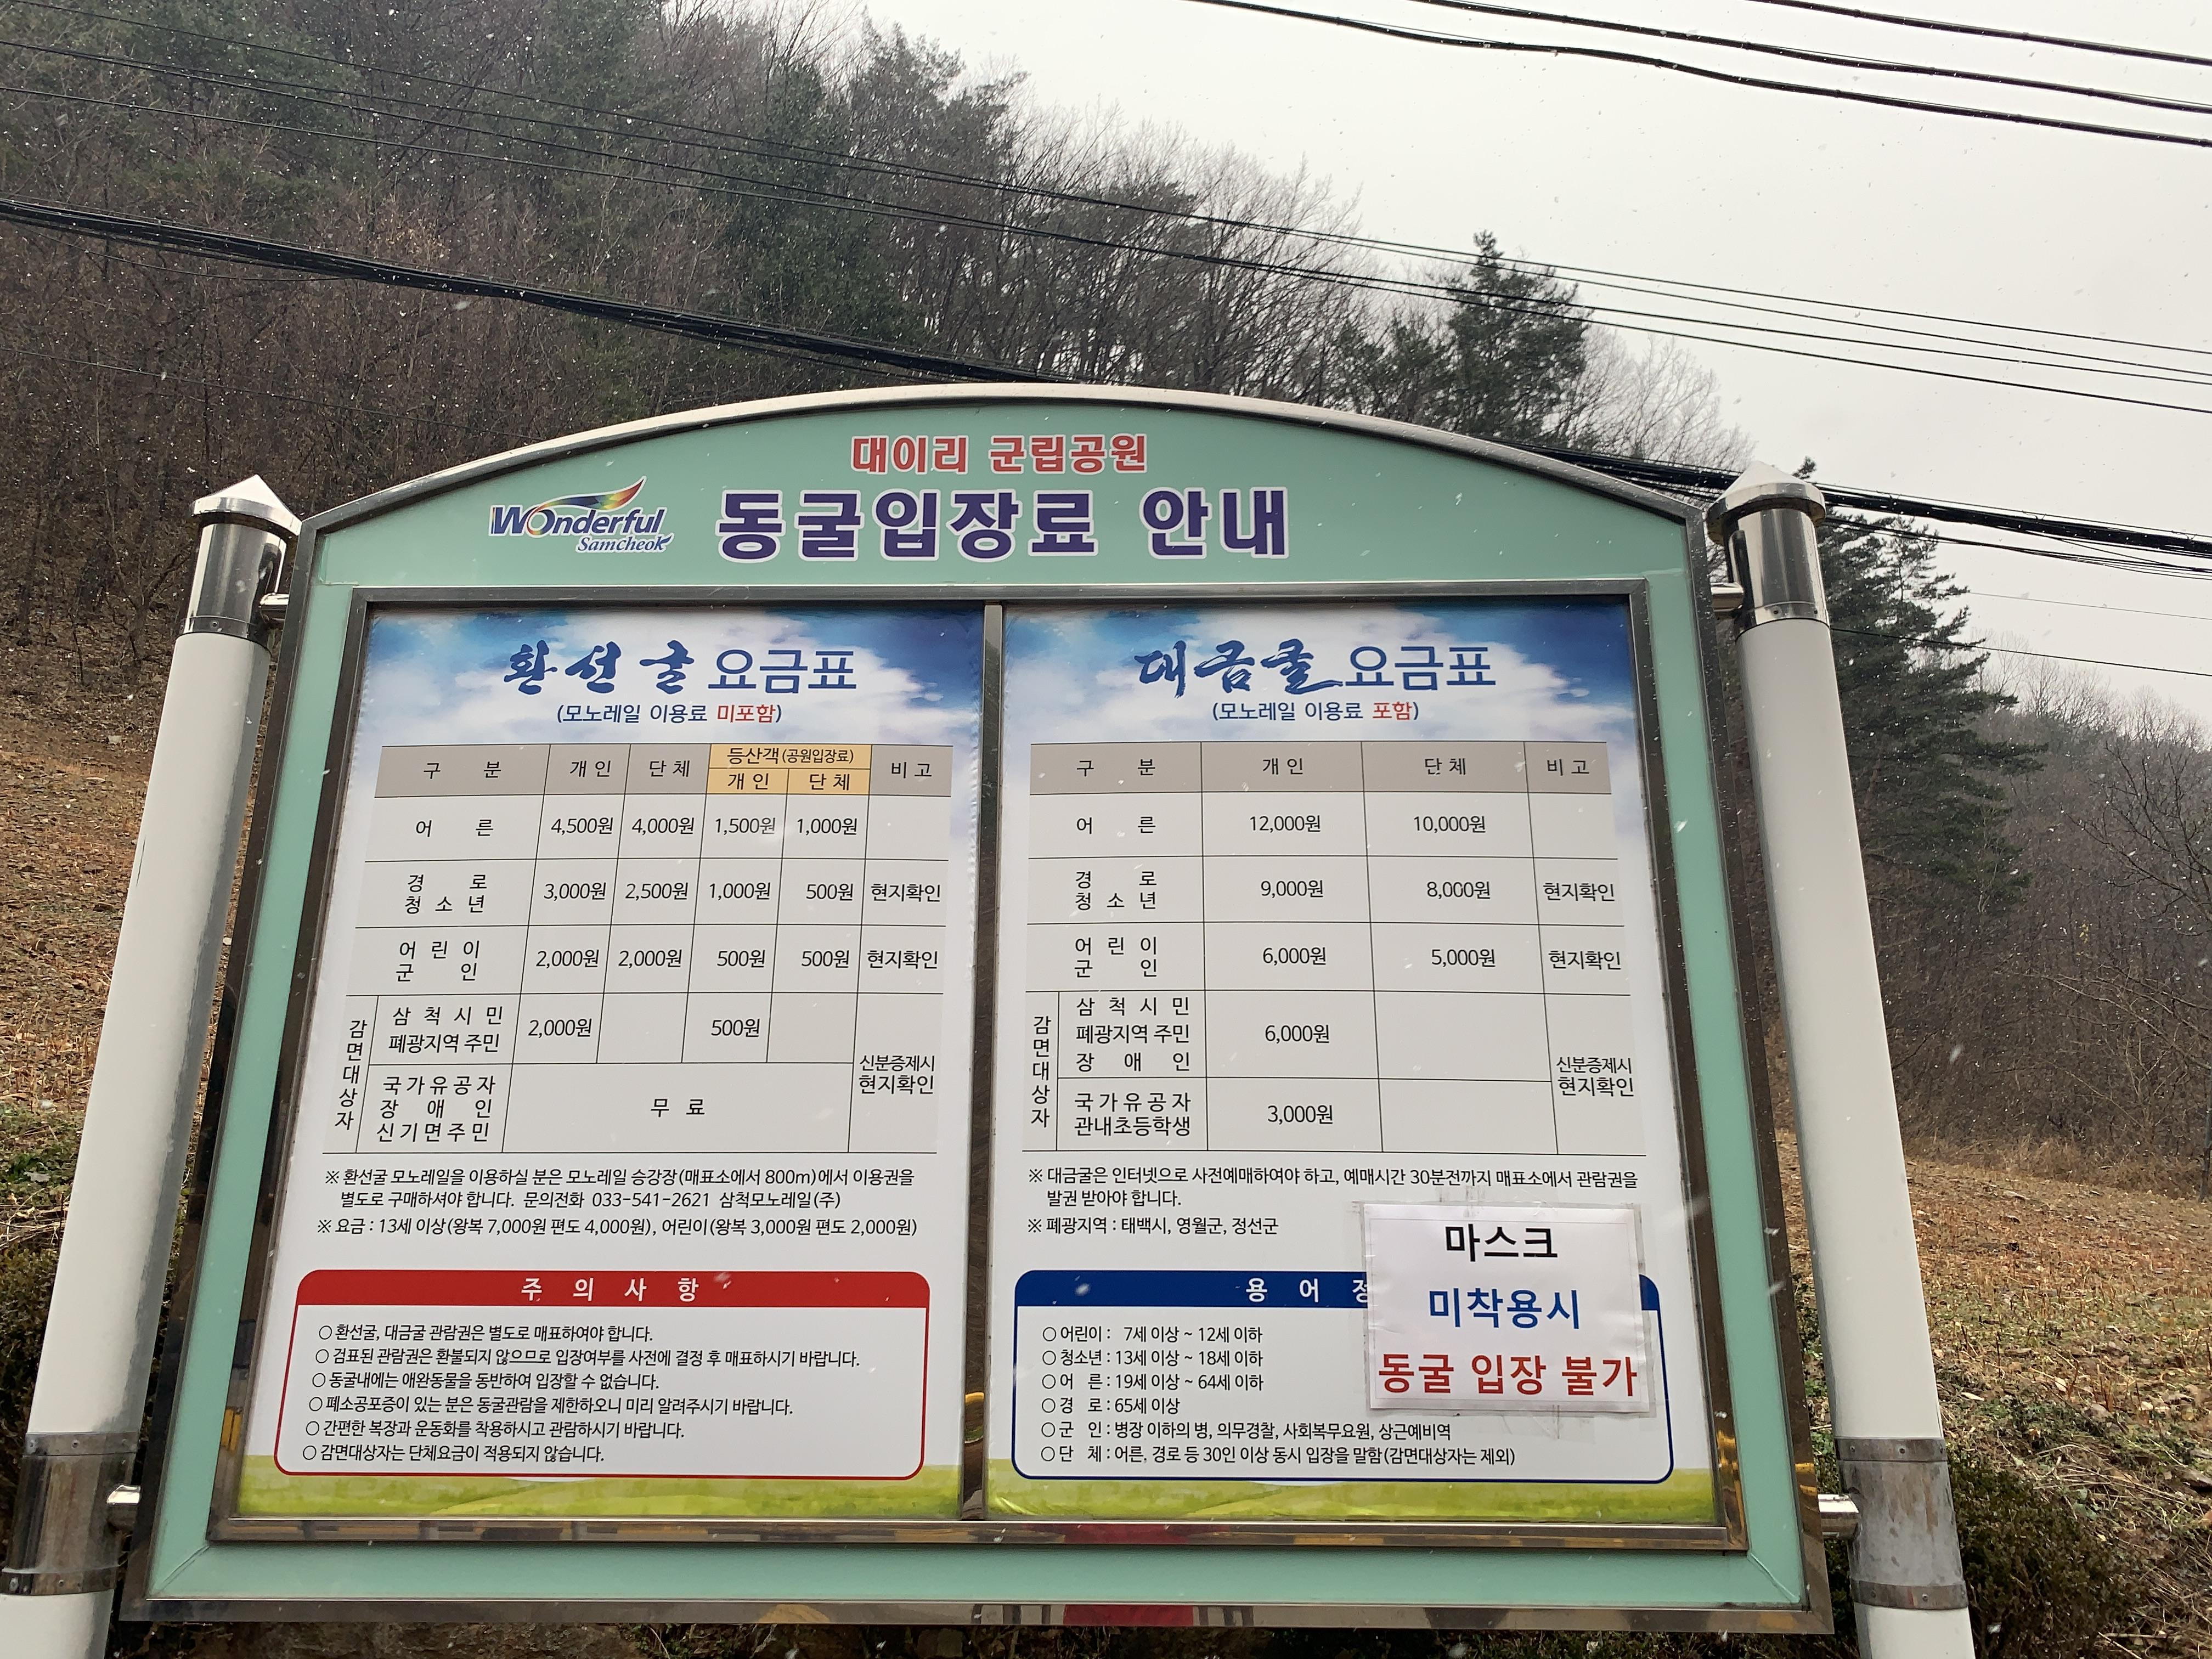 대이리 군립공원
Wonderful
Samcheok
동굴입장료 안내
환선굴 요금표
(모노레일 이용료 미포함)
구 분 개인 단체 등산객(공원입장료) 비고
개인 단체
어 른 4,500원 4,000원 1,500원 1,000원
경 로
청 소 년 3,000원 2,500원 1,000원 500원 현지확인
어 린 이
군 인 2,000원 2,000원 500원 500원 현지확인
감면대상자
삼 척 시 민
폐광지역 주민 2,000원 500원
신분증제시
현지확인
국가유공자
장 애 인
신기면주민
무 료
※ 환선굴 모노레일을 이용하실 분은 모노레일 승강장(매표소에서 800m)에서 이용권을
별도로 구매하셔야 합니다. 문의전화 033-541-2621 삼척모노레일(주)
※ 요금 : 13세 이상(왕복 7,000원 편도 4,000원), 어린이(왕복 3,000원 편도 2,000원)
주 의 사 항
○ 환선굴, 대금굴 관람권은 별도로 매표하여야 합니다.
○ 검표된 관람권은 환불되지 않으므로 입장여부를 사전에 결정 후 매표하시기 바랍니다.
○ 동굴내에는 애완동물을 동반하여 입장할 수 없습니다.
○ 폐소공포증이 있는 분은 동굴관람을 제한하오니 미리 알려주시기 바랍니다.
○ 간편한 복장과 운동화를 착용하시고 관람하시기 바랍니다.
○ 감면대상자는 단체요금이 적용되지 않습니다.
대금굴 요금표
(모노레일 이용료 포함)
구 분 개인 단체 비고
어 른 12,000원 10,000원
경 로
청 소 년 9,000원 8,000원 현지확인
어 린 이
군 인 6,000원 5,000원 현지확인
감면대상자
삼 척 시 민
폐광지역 주민
장 애 인
6,000원
신분증제시
현지확인
국가유공자
관내초등학생
3,000원
※ 대금굴은 인터넷으로 사전예매하여야 하고, 예매시간 30분전까지 매표소에서 관람권을
발권 받아야 합니다.
※ 폐광지역 : 태백시, 영월군, 정선군
용 어
○ 어린이 : 7세 이상 ~ 12세 이하
○ 청소년 : 13세 이상 ~ 18세 이하
○ 어 른 : 19세 이상 ~ 64세 이하
○ 경 로 : 65세 이상
○ 군 인 : 병장 이하의 병, 의무경찰, 사회복무요원, 상근예비역
○ 단 체 : 어른, 경로 등 30인 이상 동시 입장을 말함(감면대상자는 제외)
마스크
미착용시
동굴 입장 불가